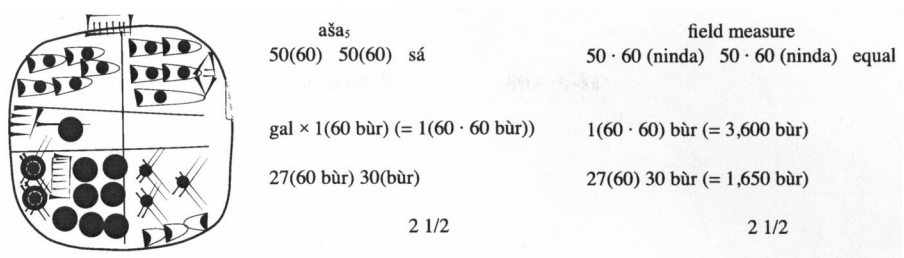 ašа₅ field measure
50(60) 50(60) sá 50 · 60 (ninda) 50 · 60 (ninda) equal
gal × 1(60 bùr) (= 1(60 · 60 bùr)) 1(60 · 60) bùr (= 3,600 bùr)
27(60 bùr) 30(bùr) 27(60) 30 bùr (= 1,650 bùr)
2 1/2 2 1/2